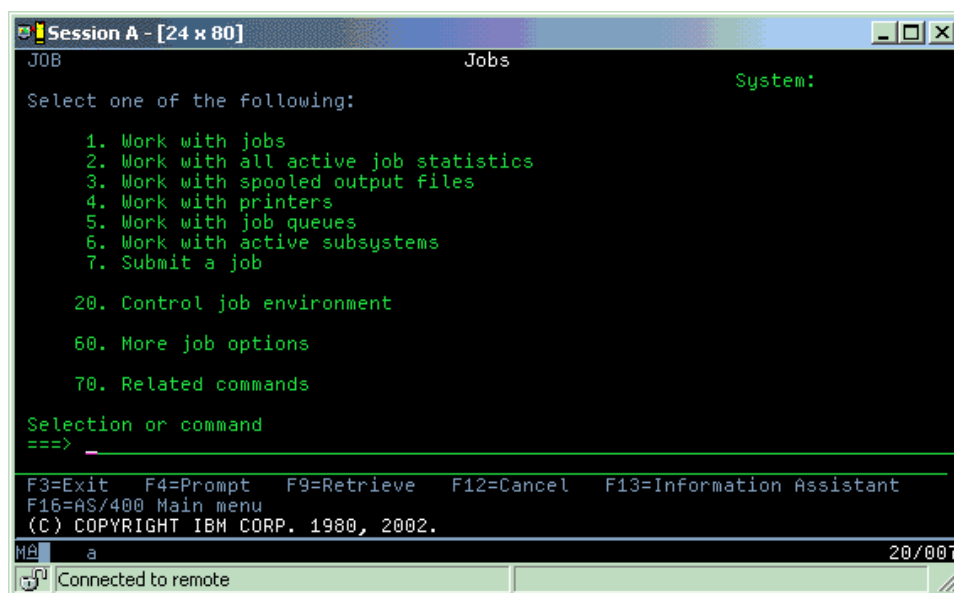 Session A - [24 x 80]
JOB Jobs
System:
Select one of the following:
1. Work with jobs
2. Work with all active job statistics
3. Work with spooled output files
4. Work with printers
5. Work with job queues
6. Work with active subsystems
7. Submit a job
20. Control job environment
60. More job options
70. Related commands
Selection or command
===>
F3=Exit F4=Prompt F9=Retrieve F12=Cancel F13=Information Assistant
F16=AS/400 Main menu
(C) COPYRIGHT IBM CORP. 1980, 2002.
MA a 20/007
Connected to remote